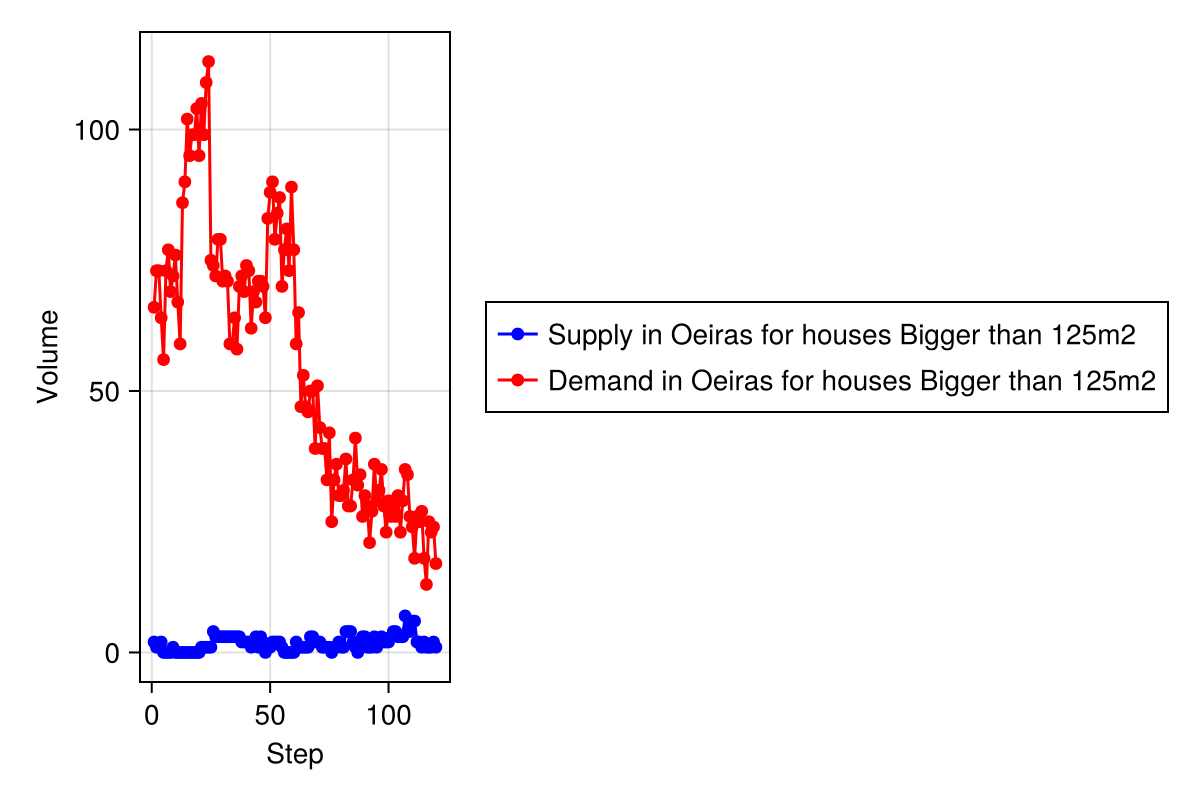 Volume
100
50
0
0 50 100
Step
Supply in Oeiras for houses Bigger than 125m2
Demand in Oeiras for houses Bigger than 125m2